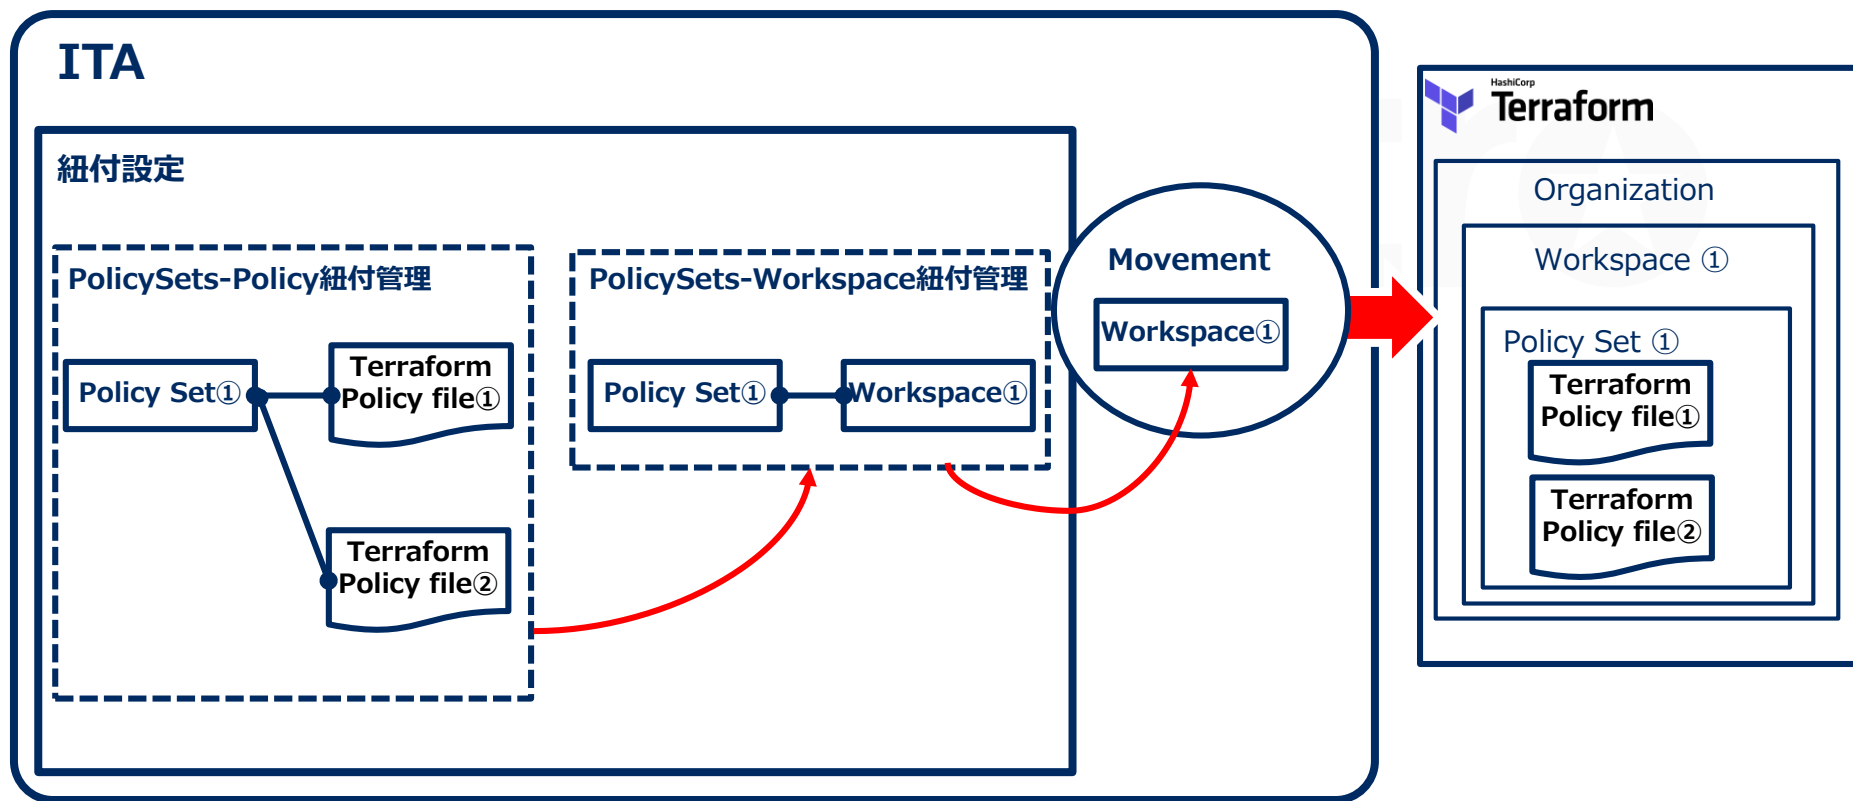 ITA
紐付設定
PolicySets-Policy紐付管理
Policy Set①
Terraform
Policy file①
Terraform
Policy file②
PolicySets-Workspace紐付管理
Policy Set①
Workspace①
Movement
Workspace①
HashiCorp
Terraform
Organization
Workspace ①
Policy Set ①
Terraform
Policy file①
Terraform
Policy file②